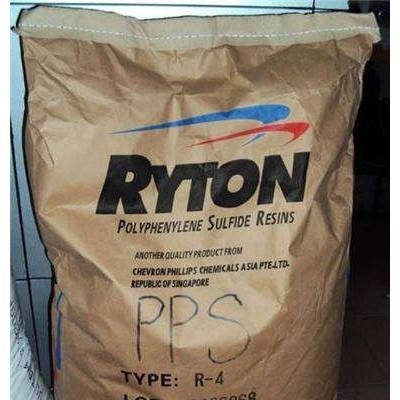 RYTON
POLYPHENYLENE SULFIDE RESINS
ANOTHER QUALITY PRODUCT FROM
CHEVRON PHILLIPS CHEMICALS ASIA PTE.LTD.
REPUBLIC OF SINGAPORE
PPS
TYPE: R-4